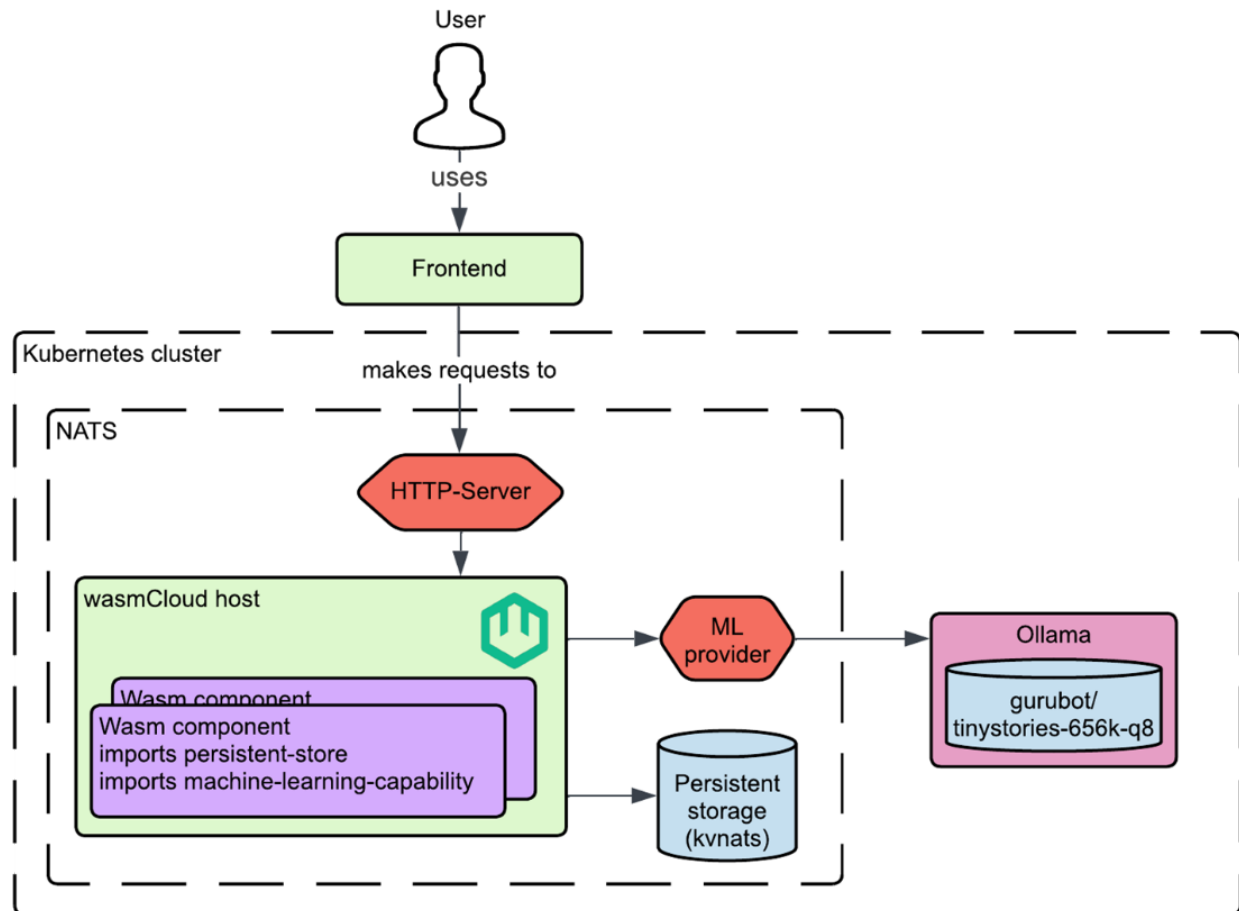 User
uses
Frontend
Kubernetes cluster
makes requests to
NATS
HTTP-Server
wasmCloud host
ML
provider
Ollama
gurubot/
tinystories-656k-q8
Wasm component
Wasm component
imports persistent-store
imports machine-learning-capability
Persistent
storage
(kvnats)